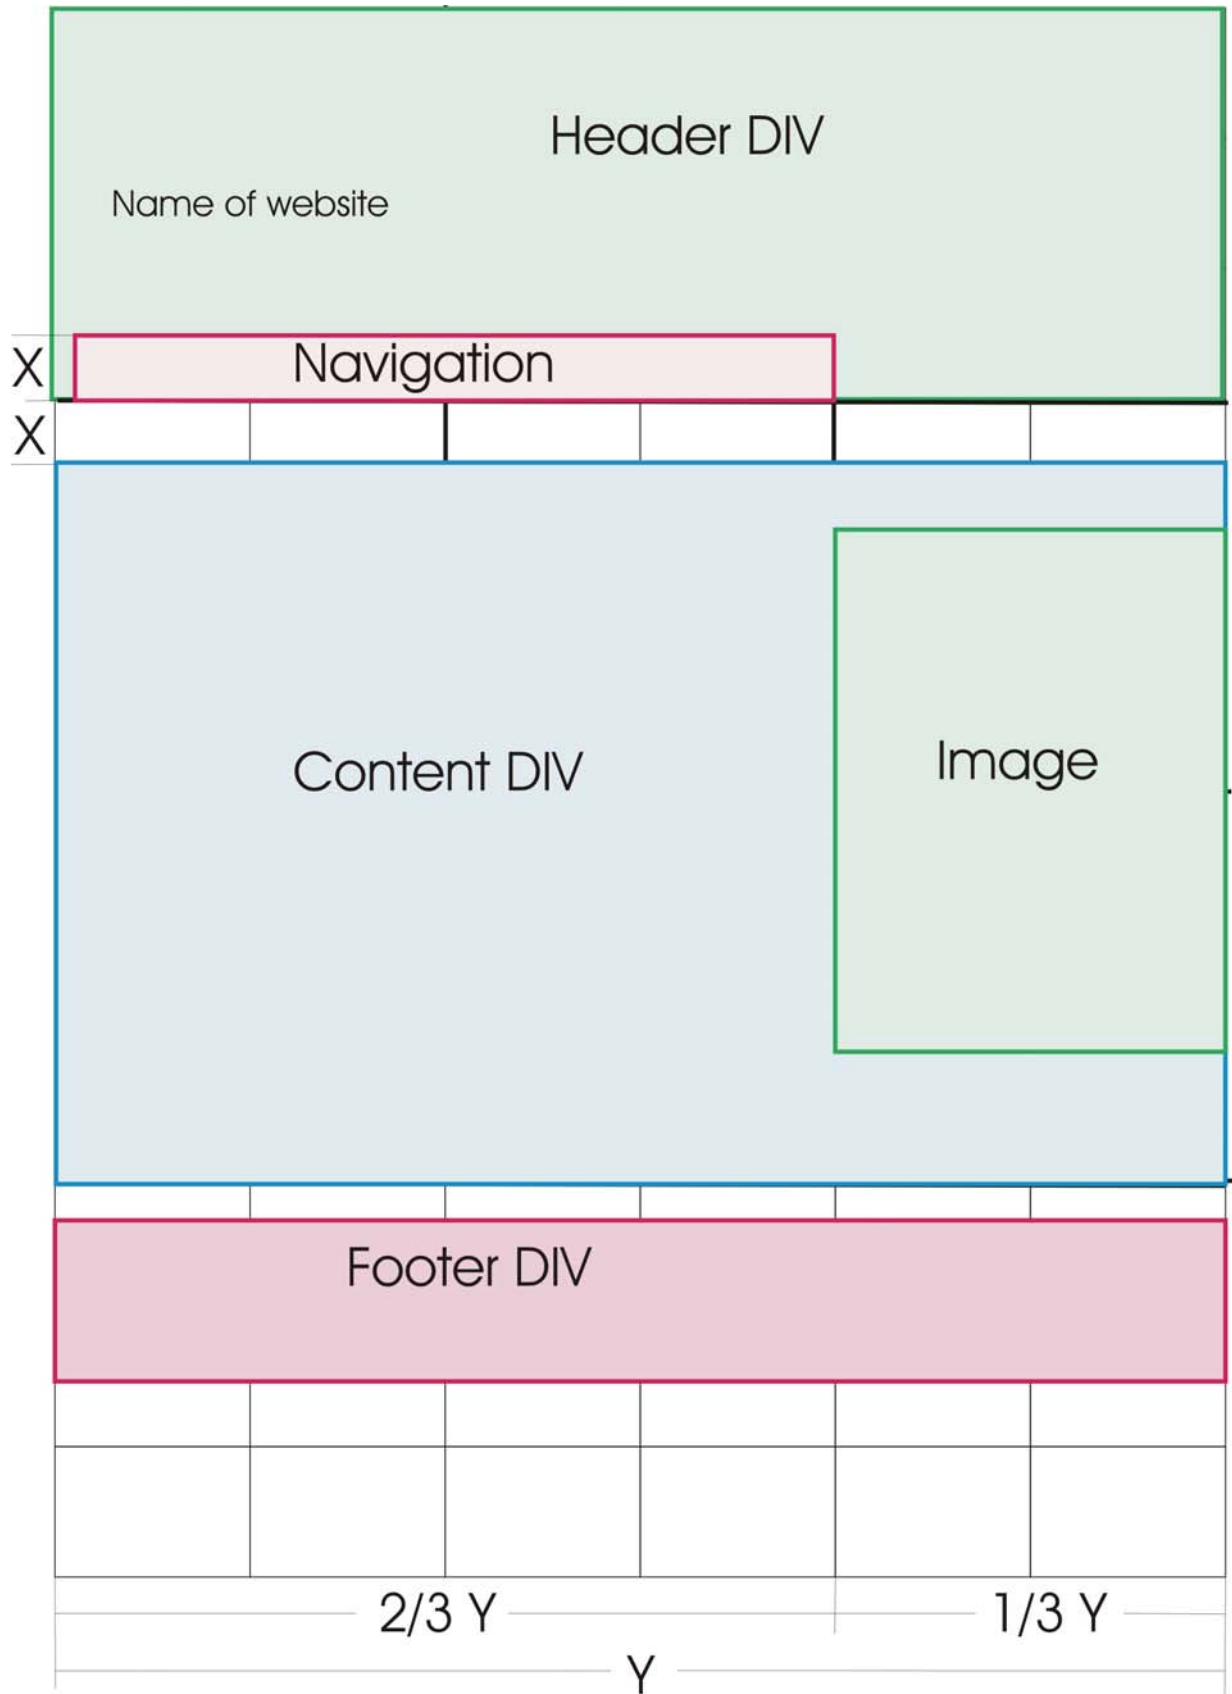 Header DIV
Name of website
X
Navigation
X
Content DIV
Image
Footer DIV
2/3 Y
1/3 Y
Y